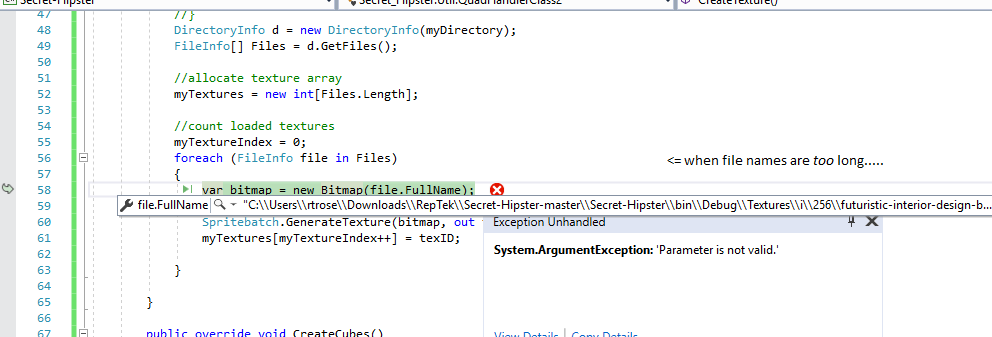 Secret-Hipster
Secret_Hipster.Util.QuadHandlerClass2
CreateTexture()
47 //}
48 DirectoryInfo d = new DirectoryInfo(myDirectory);
49 FileInfo[] Files = d.GetFiles();
50
51 //allocate texture array
52 myTextures = new int[Files.Length];
53
54 //count loaded textures
55 myTextureIndex = 0;
56 foreach (FileInfo file in Files) <= when file names are too long.....
57 {
58 var bitmap = new Bitmap(file.FullName);
file.FullName "C:\\Users\\rtrose\\Downloads\\RepTek\\Secret-Hipster-master\\Secret-Hipster\\bin\\Debug\\Textures\\i\\256\\futuristic-interior-design-b...
60 Spritebatch.GenerateTexture(bitmap, out
Exception Unhandled
61 myTextures[myTextureIndex++] = texID;
System.ArgumentException: 'Parameter is not valid.'
62
63 }
64
65 }
66
67 public override void CreateCubes()
View Details | Copy Details